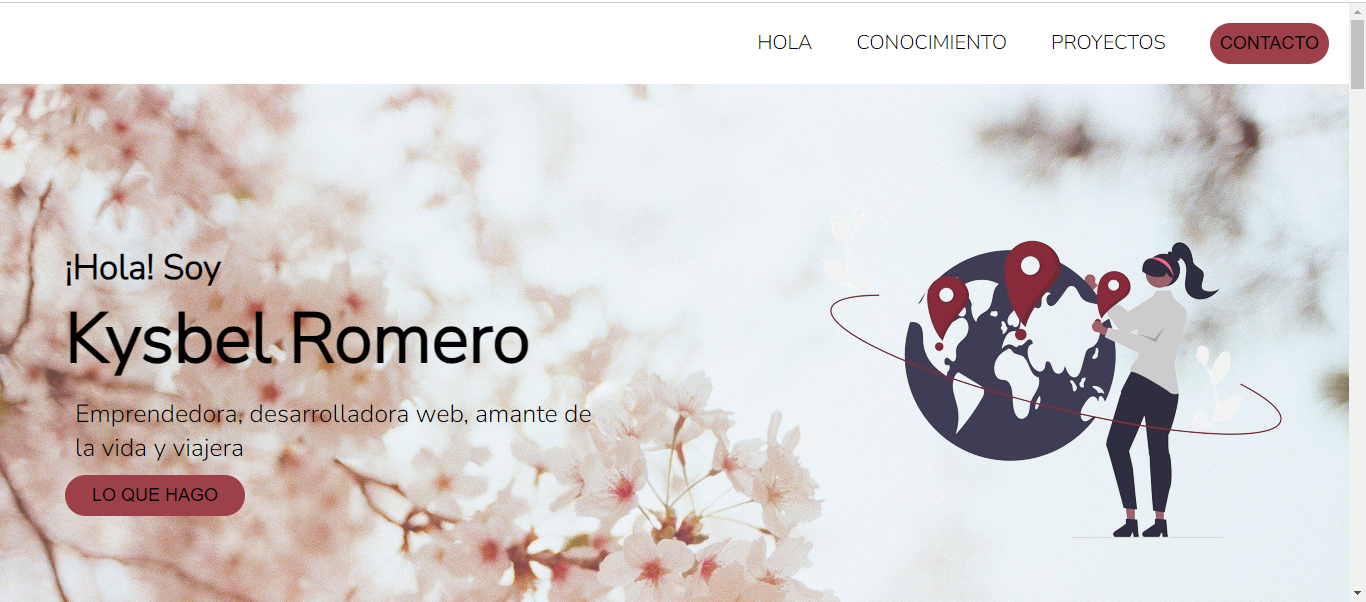 HOLA CONOCIMIENTO PROYECTOS CONTACTO
¡Hola! Soy
Kysbel Romero
Emprendedora, desarrolladora web, amante de
la vida y viajera
LO QUE HAGO